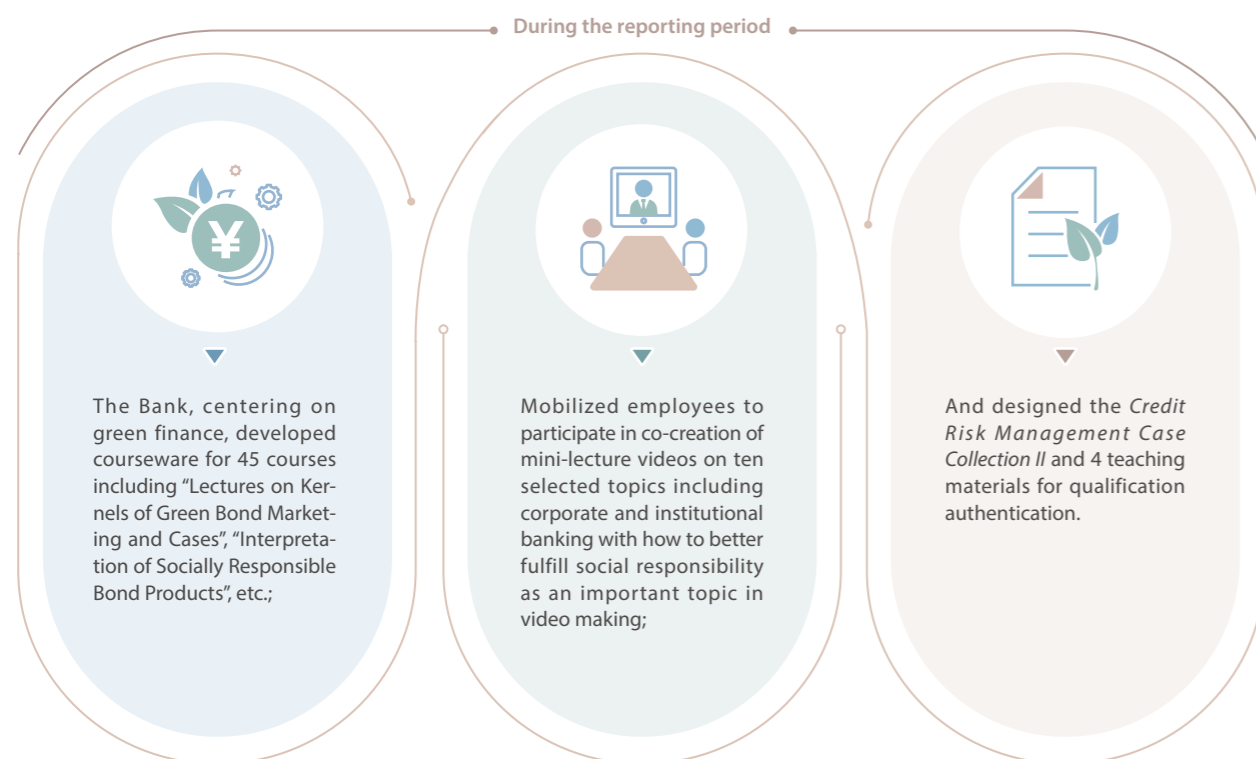 During the reporting period
The Bank, centering on
green finance, developed
courseware for 45 courses
including “Lectures on Ker-
nels of Green Bond Market-
ing and Cases”, “Interpreta-
tion of Socially Responsible
Bond Products”, etc.;
Mobilized employees to
participate in co-creation of
mini-lecture videos on ten
selected topics including
corporate and institutional
banking with how to better
fulfill social responsibility
as an important topic in
video making;
And designed the Credit
Risk Management Case
Collection II and 4 teaching
materials for qualification
authentication.
¥